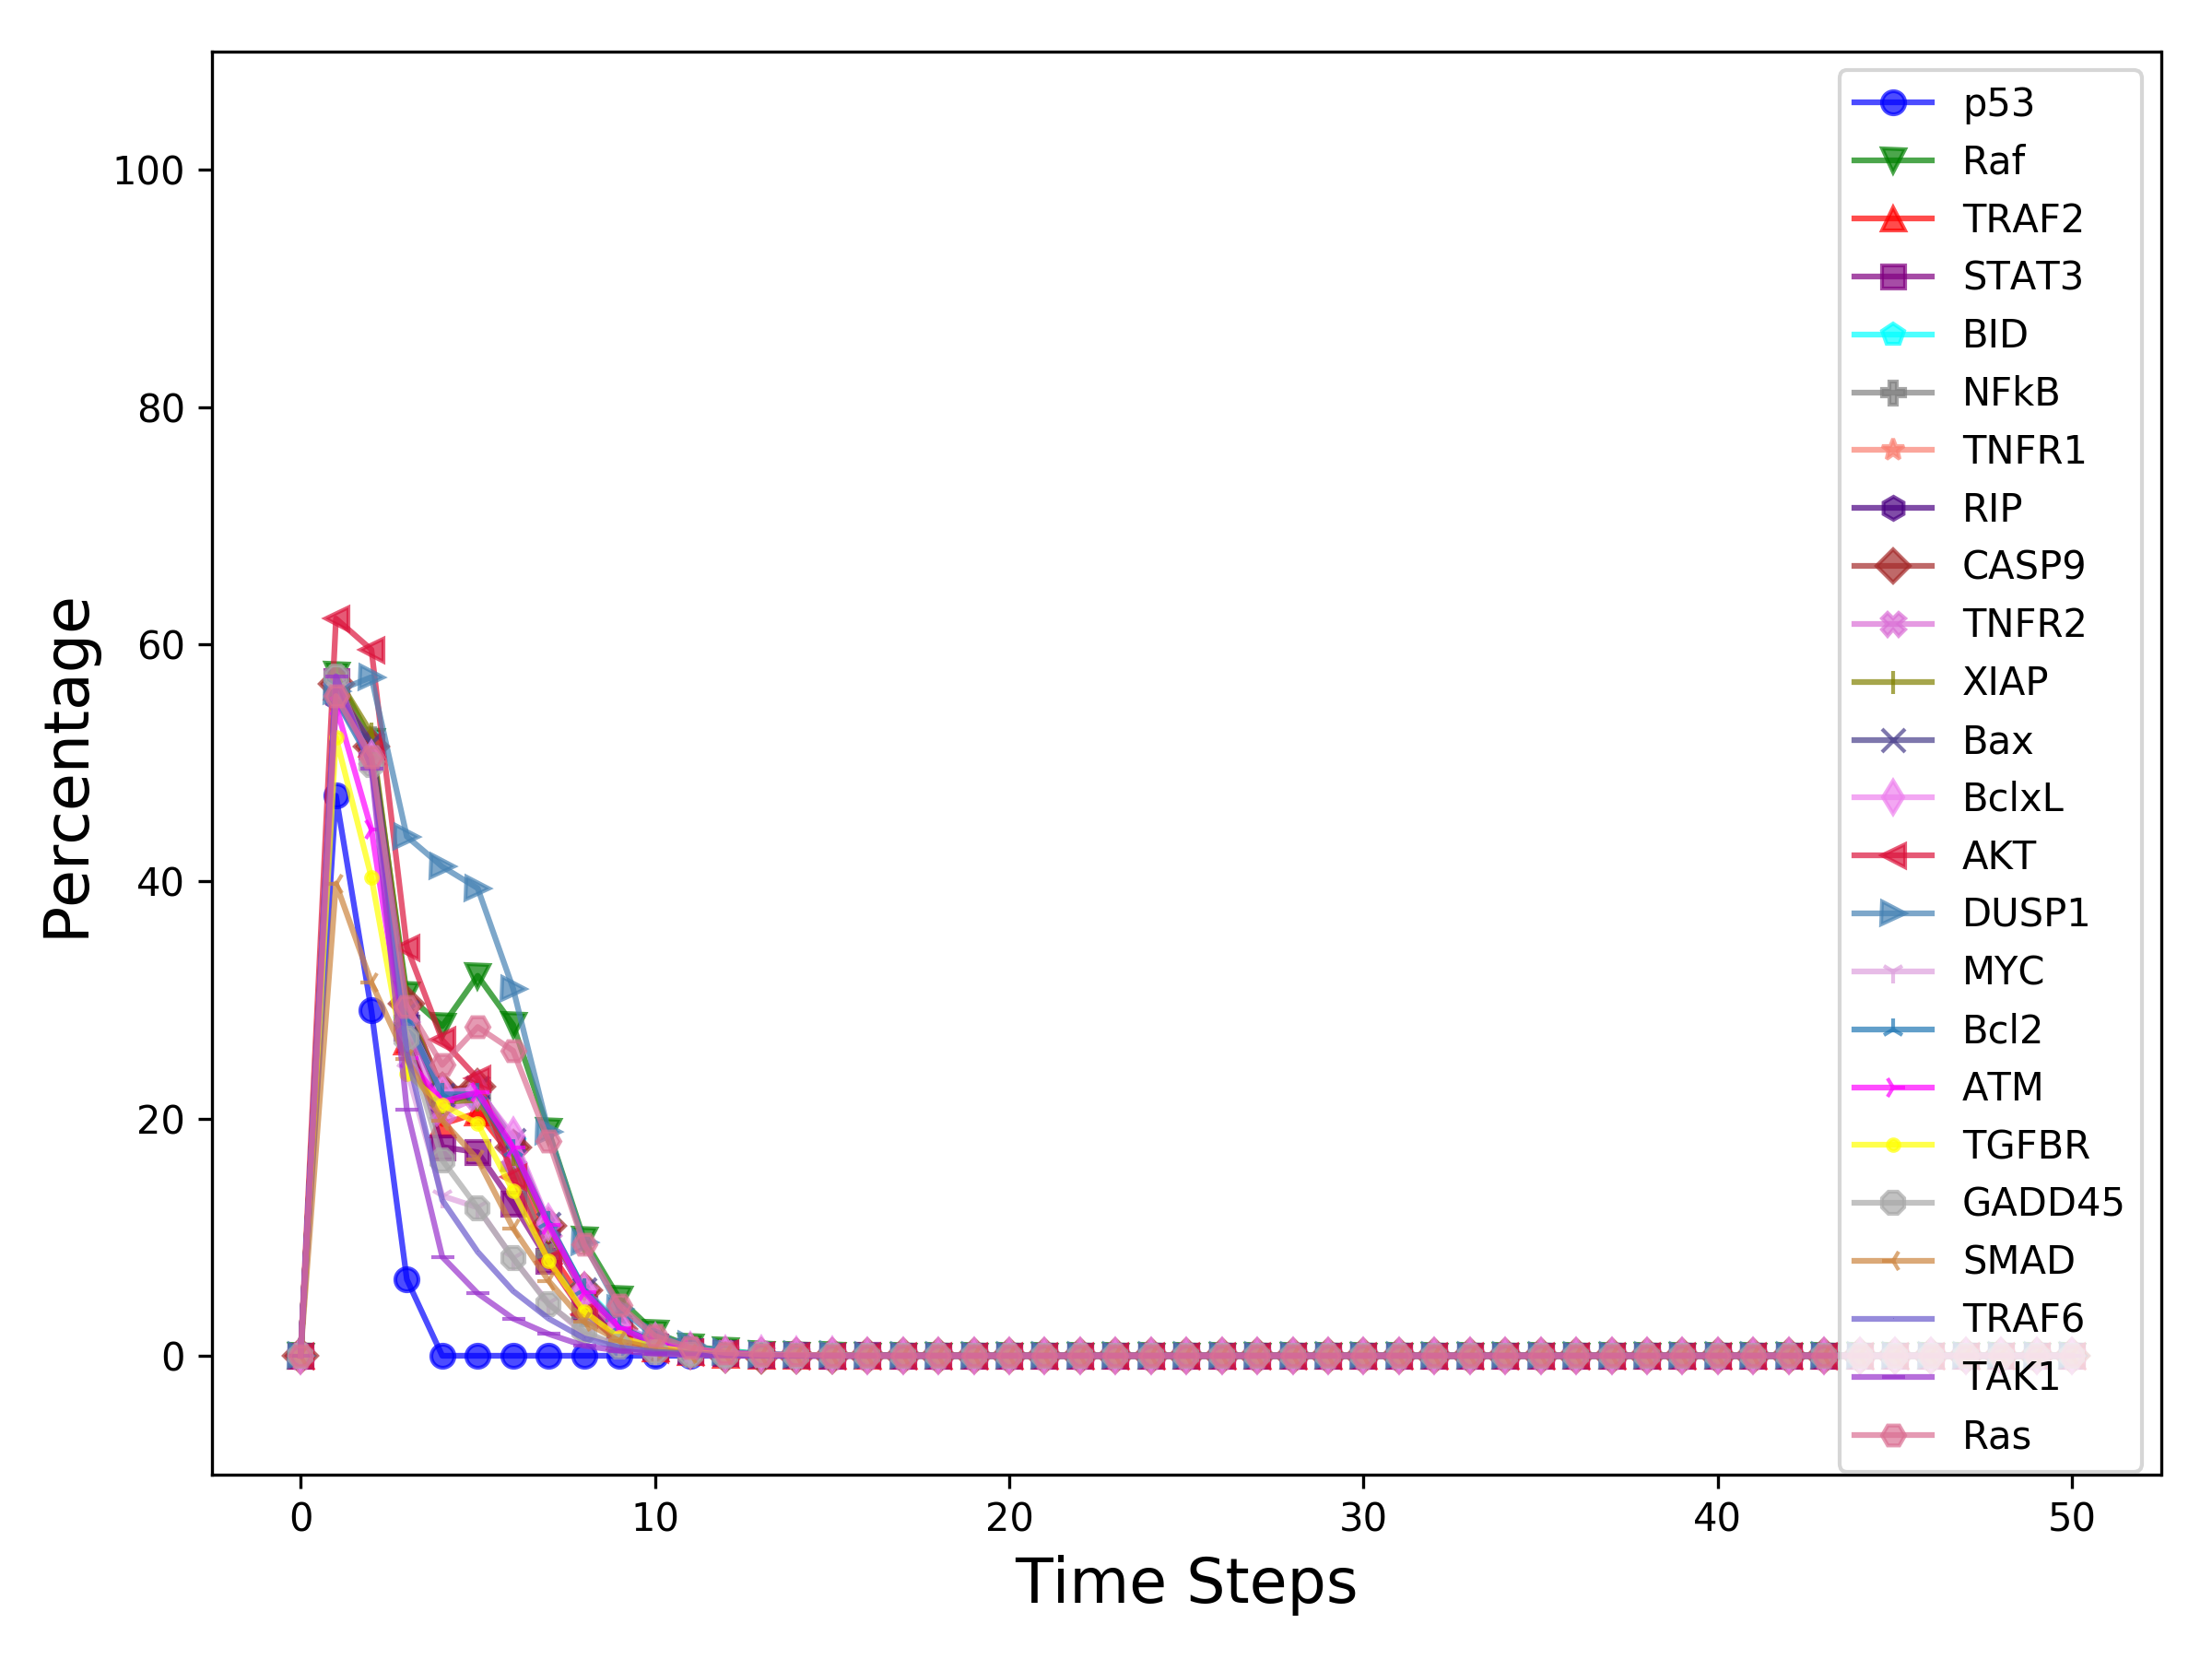 100
80
60
40
20
0
Percentage
0 10 20 30 40 50
Time Steps
p53
Raf
TRAF2
STAT3
BID
NFkB
TNFR1
RIP
CASP9
TNFR2
XIAP
Bax
BclxL
AKT
DUSP1
MYC
Bcl2
ATM
TGFBR
GADD45
SMAD
TRAF6
TAK1
Ras